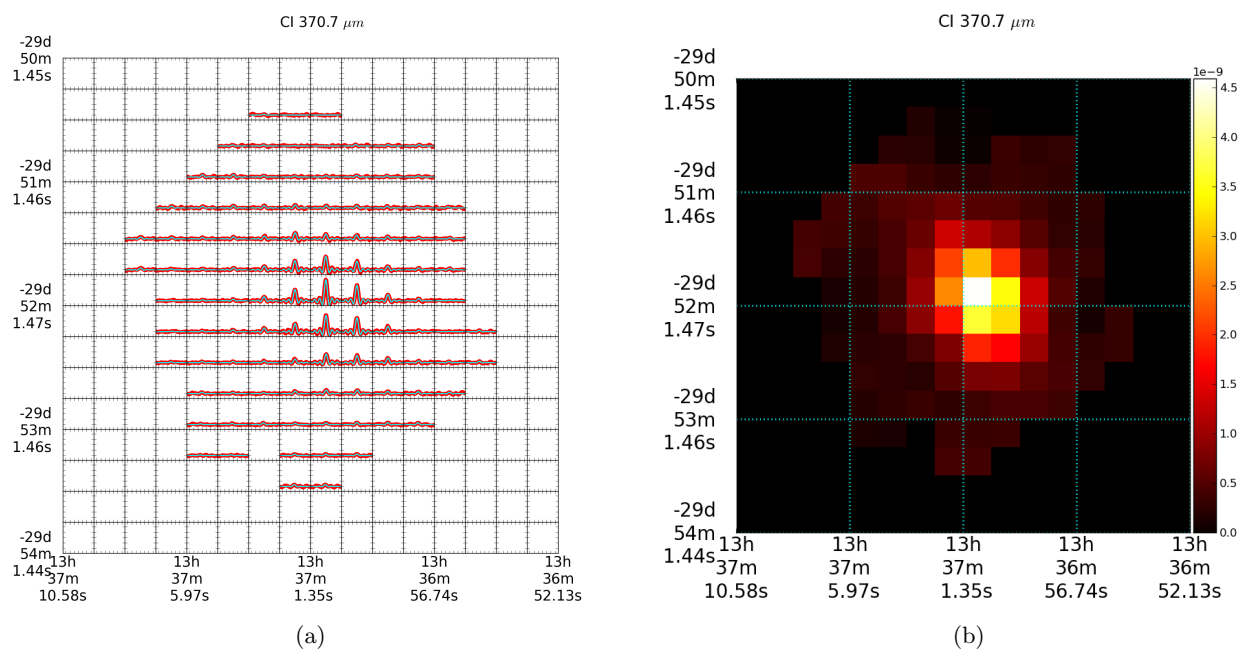 CI 370.7 μm
-29d
50m
1.45s
-29d
51m
1.46s
-29d
52m
1.47s
-29d
53m
1.46s
-29d
54m
1.44s
13h
37m
10.58s
13h
37m
5.97s
13h
37m
1.35s
13h
36m
56.74s
13h
36m
52.13s
(a)
CI 370.7 μm
-29d
50m
1.45s
-29d
51m
1.46s
-29d
52m
1.47s
-29d
53m
1.46s
-29d
54m
1.44s
13h
37m
10.58s
13h
37m
5.97s
13h
37m
1.35s
13h
36m
56.74s
13h
36m
52.13s
1e-9
4.5
4.0
3.5
3.0
2.5
2.0
1.5
1.0
0.5
0.0
(b)